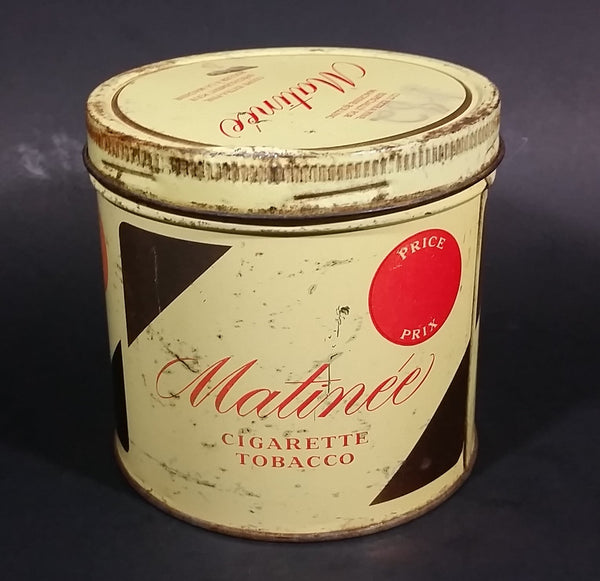 Matinée
PRICE
PRIX
Matinée
CIGARETTE
TOBACCO